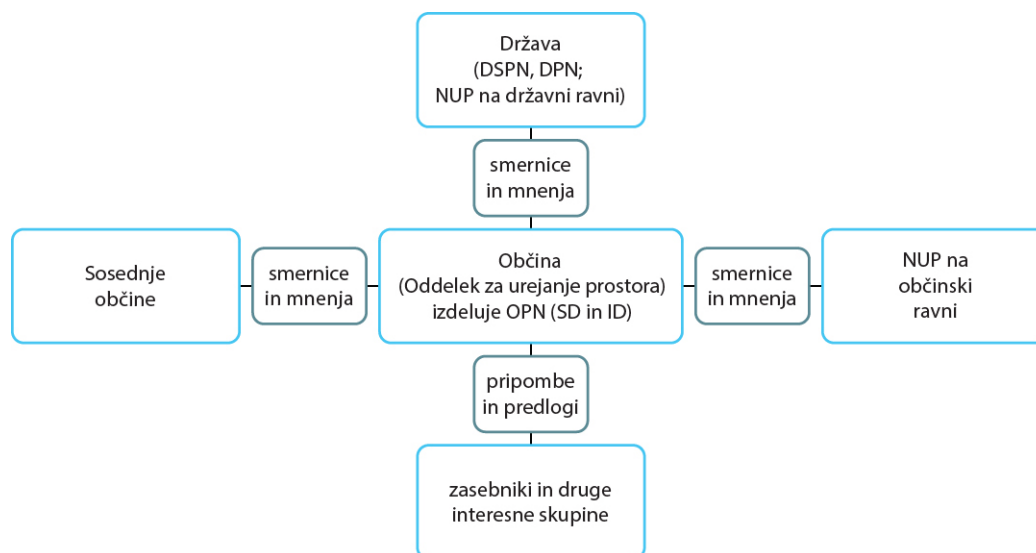 Država
(DSPN, DPN;
NUP na državni ravni)
smernice
in mnenja
Sosednje
občine
smernice
in mnenja
Občina
(Oddelek za urejanje prostora)
izdeluje OPN (SD in ID)
smernice
in mnenja
NUP na
občinski
ravni
pripombe
in predlogi
zasebniki in druge
interesne skupine